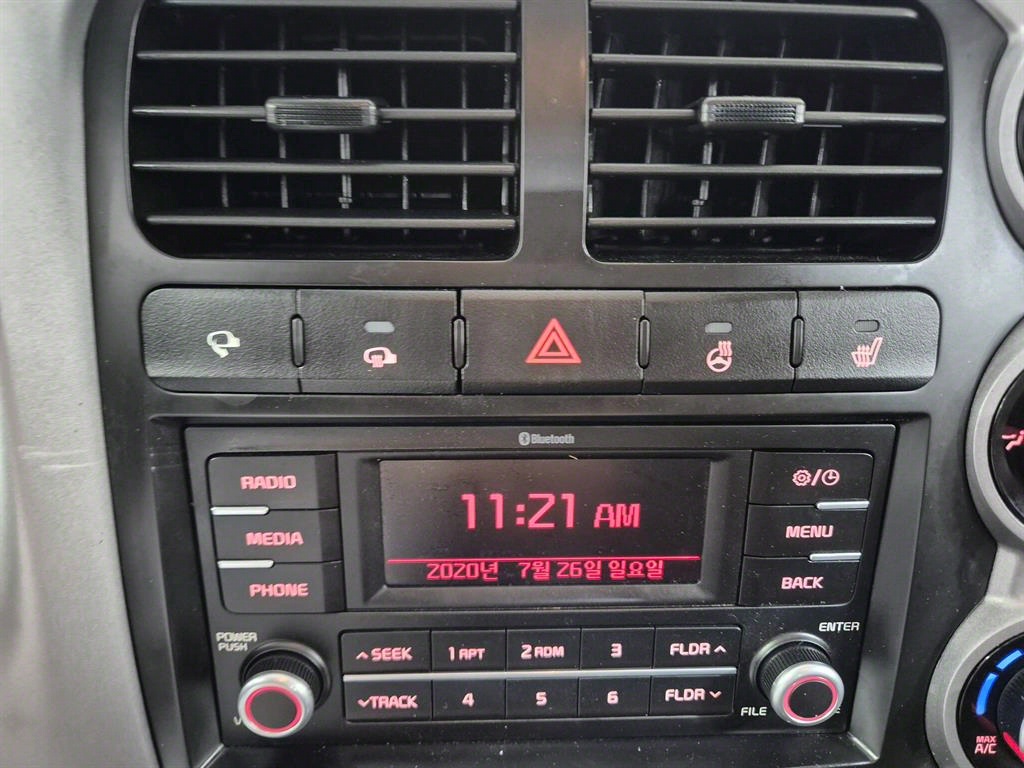 Bluetooth
RADIO
MEDIA
PHONE
11:21 AM
2020년 7월 26일 일요일
MENU
BACK
POWER
PUSH
SEEK
1 RPT
2 RDM
3
FLDR
TRACK
4
5
6
FLDR
ENTER
FILE
MAX
A/C